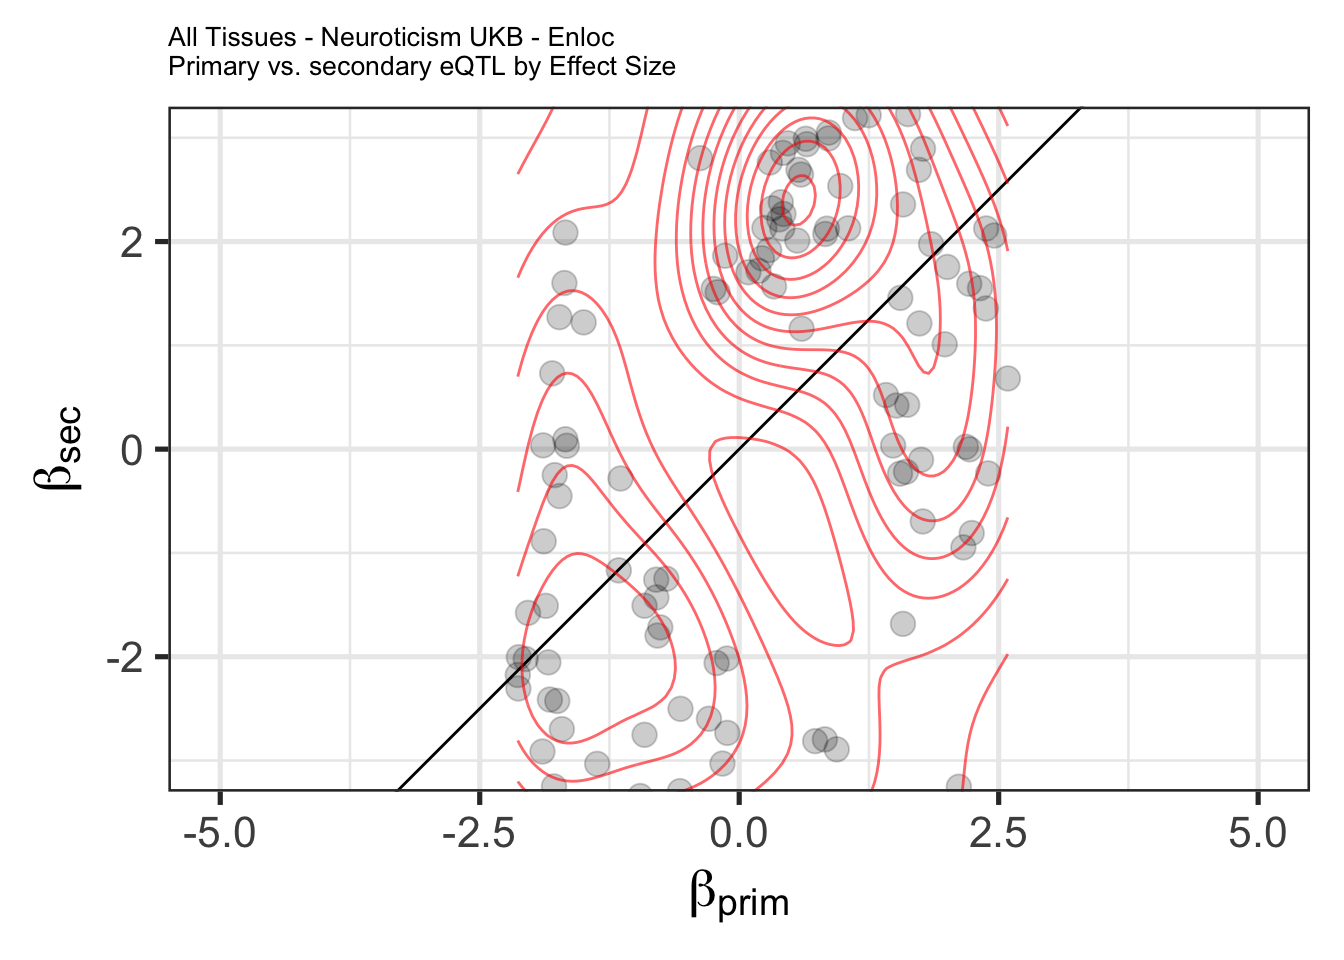 All Tissues - Neuroticism UKB - Enloc
Primary vs. secondary eQTL by Effect Size
βsec
2
0
-2
-5.0 -2.5 0.0 2.5 5.0
βprim